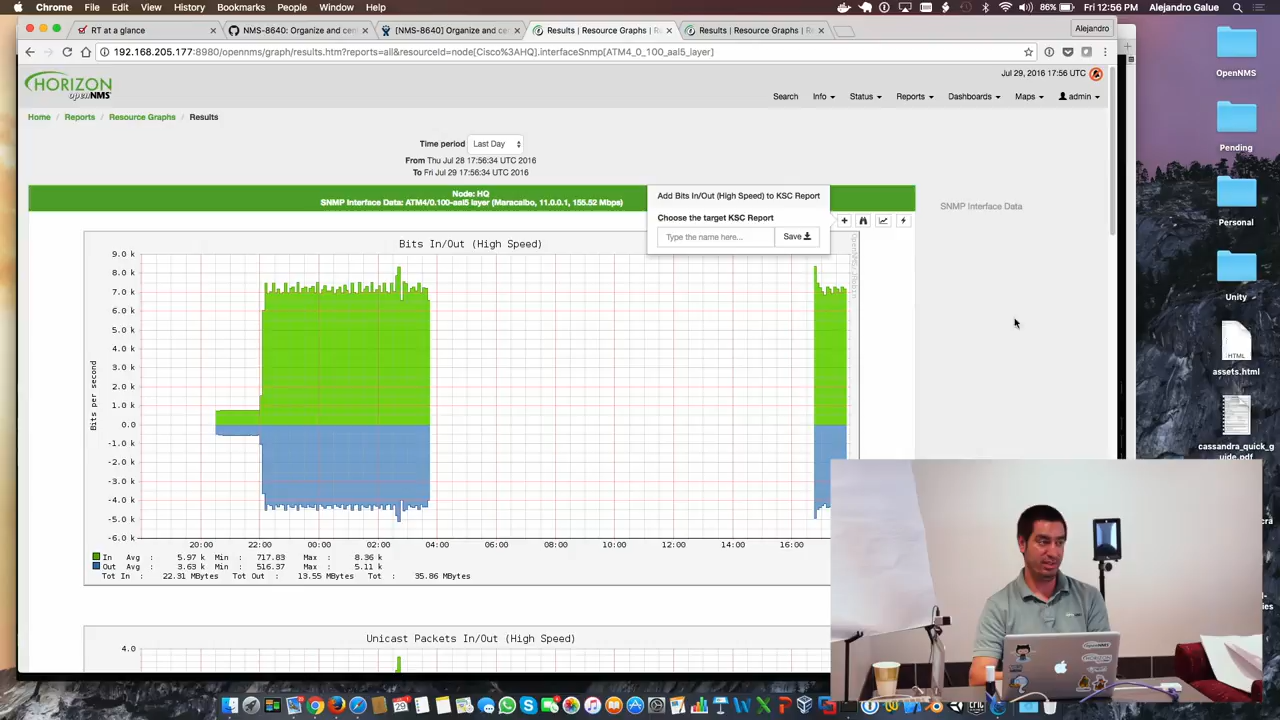 Chrome File Edit View History Bookmarks People Window Help
86% Fri 12:56 PM Alejandro Galue
RT at a glance
NMS-8640: Organize and cen
[NMS-8640] Organize and ce
Results | Resource Graphs | R
Results | Resource Graphs | R
Alejandro
192.168.205.177:8980/opennms/graph/results.htm?reports=all&resourceId=node[Cisco%3AHQ].interfaceSnmp[ATM4_0_100_aal5_layer]
HORIZON
openNMS
Jul 29, 2016 17:56 UTC
Search Info Status Reports Dashboards Maps admin
Home / Reports / Resource Graphs / Results
Time period Last Day
From Thu Jul 28 17:56:34 UTC 2016
To Fri Jul 29 17:56:34 UTC 2016
Node: HQ
SNMP Interface Data: ATM4/0.100-aal5 layer (Maracaibo, 11.0.0.1, 155.52 Mbps)
Add Bits In/Out (High Speed) to KSC Report
Choose the target KSC Report
Type the name here...
Save
SNMP Interface Data
Bits In/Out (High Speed)
Bits per second
9.0 k
8.0 k
7.0 k
6.0 k
5.0 k
4.0 k
3.0 k
2.0 k
1.0 k
0.0
-1.0 k
-2.0 k
-3.0 k
-4.0 k
-5.0 k
-6.0 k
20:00 22:00 00:00 02:00 04:00 06:00 08:00 10:00 12:00 14:00 16:00
In Avg : 5.97 k Min : 717.83 Max : 8.36 k
Out Avg : 3.63 k Min : 516.37 Max : 5.11 k
Tot In : 22.31 MBytes Tot Out : 13.55 MBytes Tot : 35.86 MBytes
Unicast Packets In/Out (High Speed)
4.0
OpenNMS
Pending
Personal
Unity
HTML
assets.html
cassandra_quick_g
uide.pdf